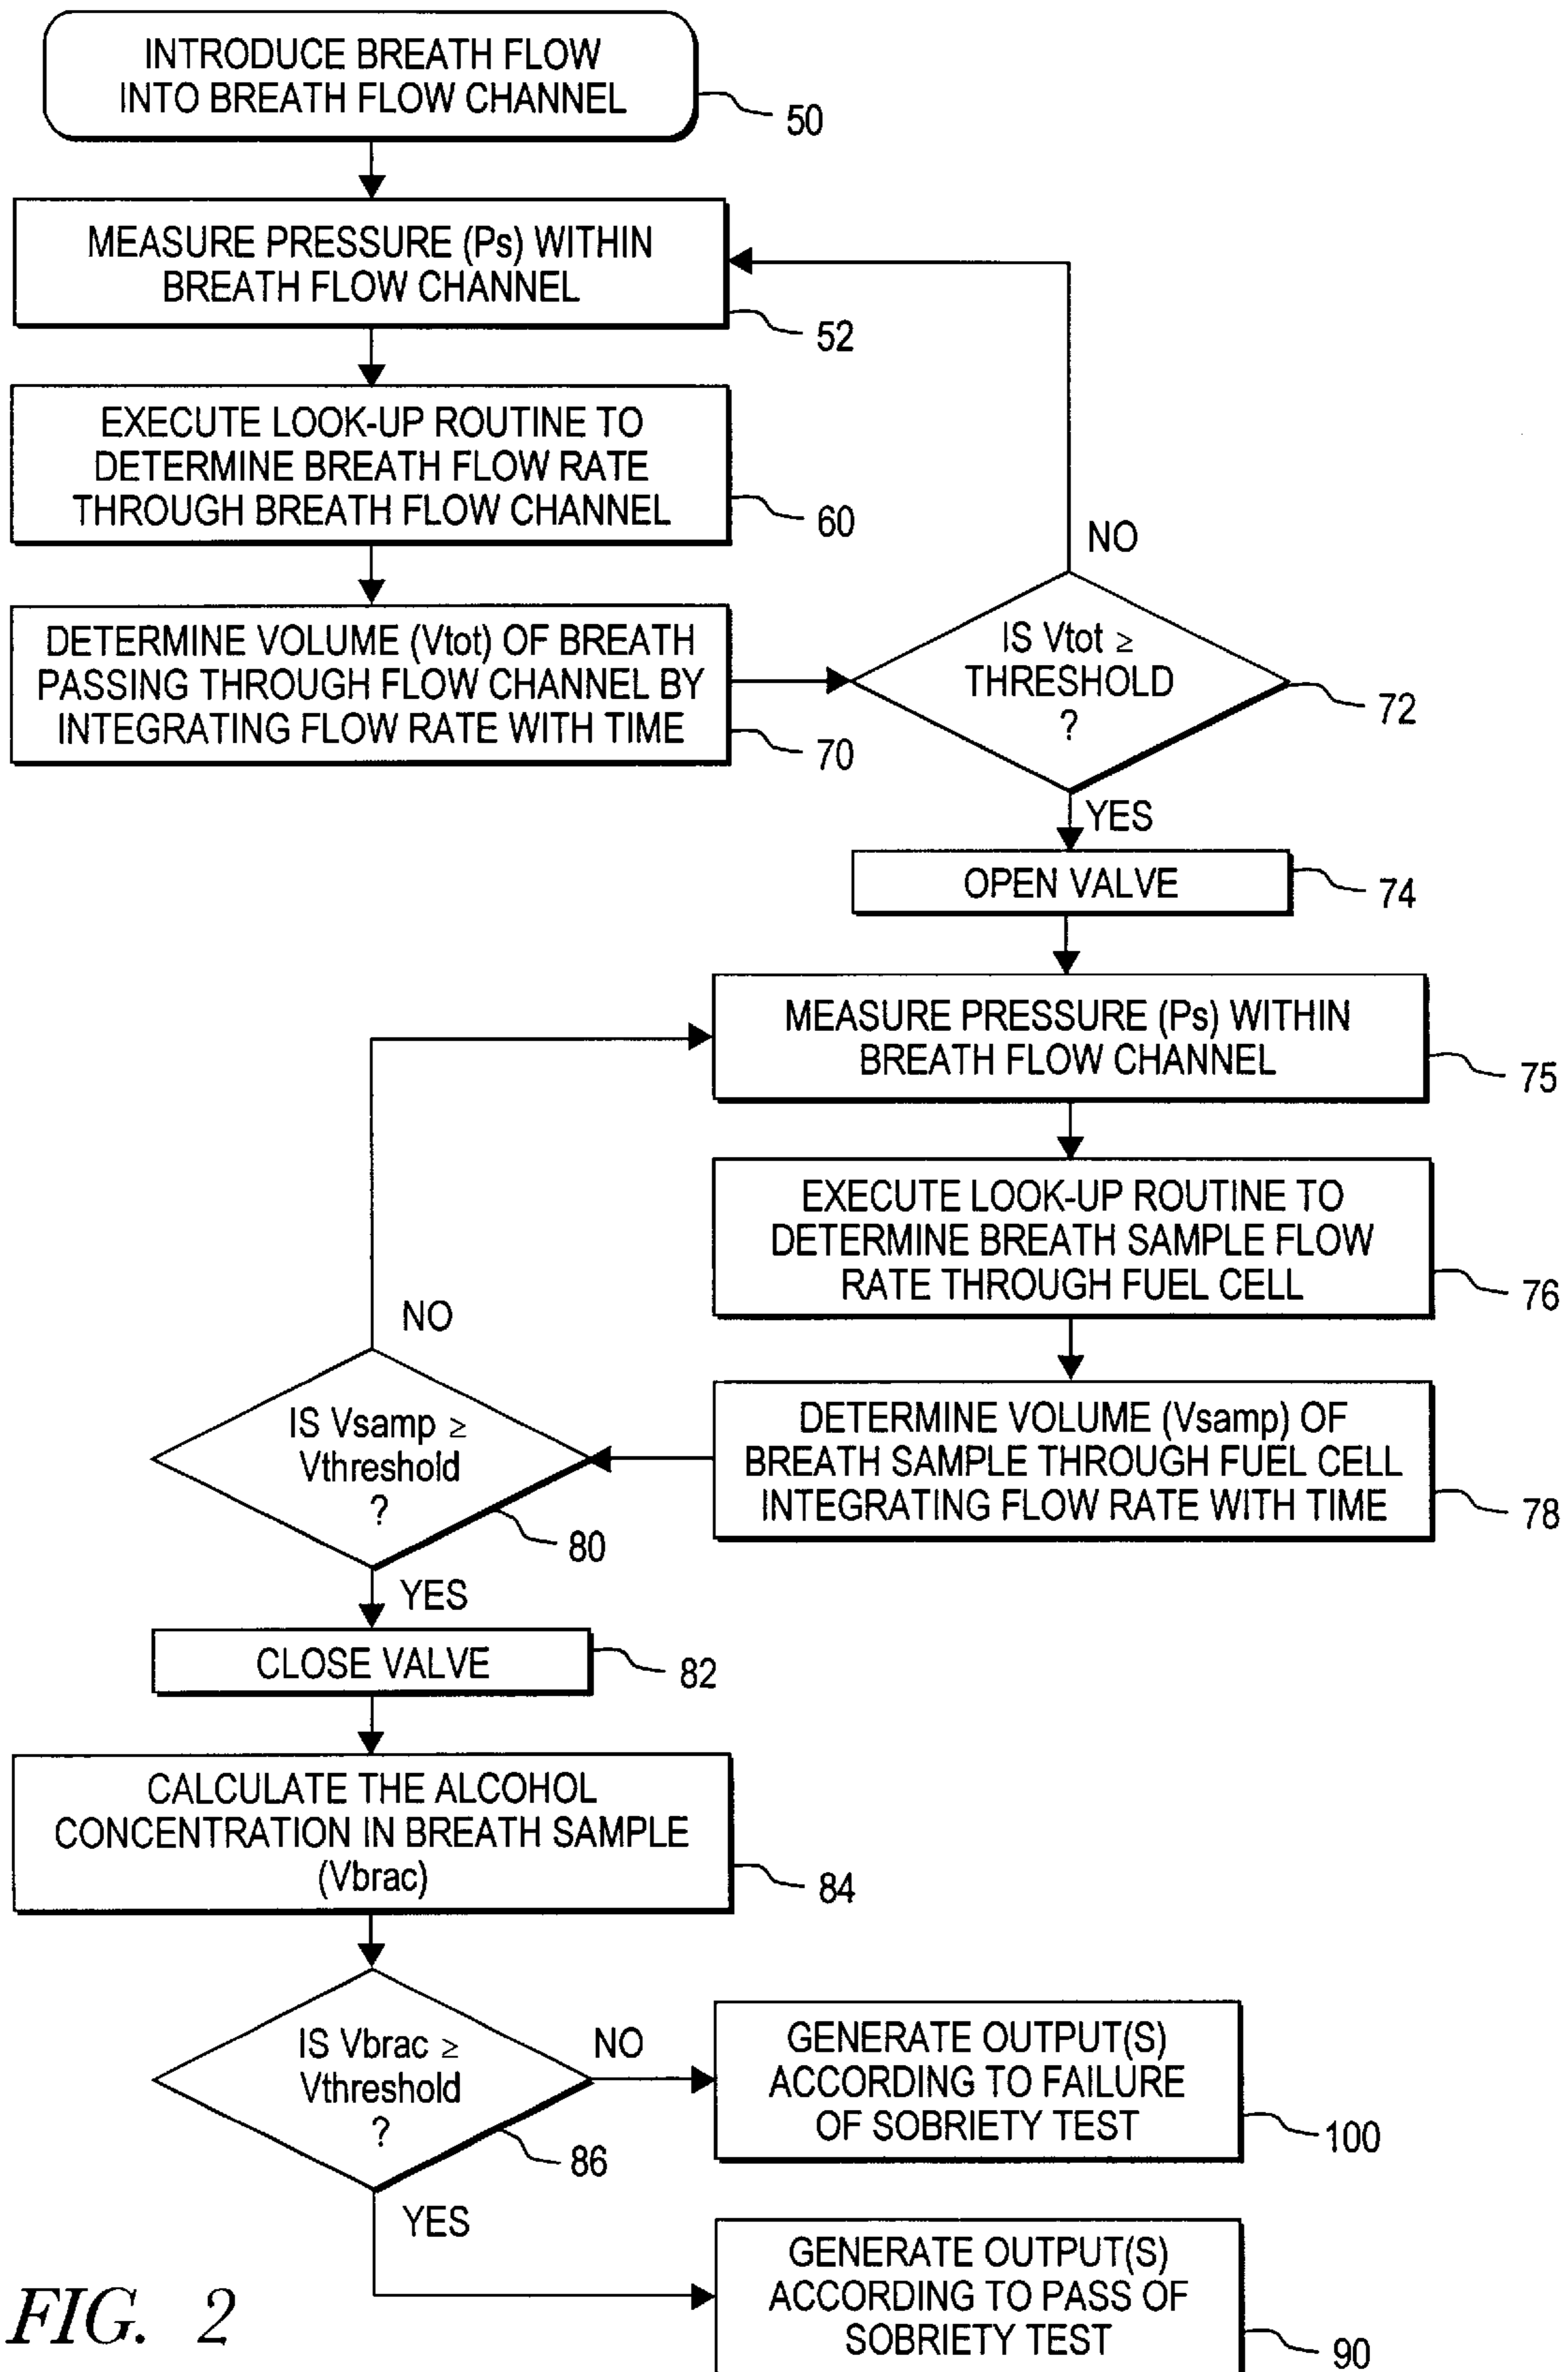 INTRODUCE BREATH FLOW
INTO BREATH FLOW CHANNEL
50
MEASURE PRESSURE (Ps) WITHIN
BREATH FLOW CHANNEL
52
EXECUTE LOOK-UP ROUTINE TO
DETERMINE BREATH FLOW RATE
THROUGH BREATH FLOW CHANNEL
60
DETERMINE VOLUME (Vtot) OF BREATH
PASSING THROUGH FLOW CHANNEL BY
INTEGRATING FLOW RATE WITH TIME
70
NO
IS Vtot ≥
THRESHOLD
?
72
YES
OPEN VALVE
74
MEASURE PRESSURE (Ps) WITHIN
BREATH FLOW CHANNEL
75
EXECUTE LOOK-UP ROUTINE TO
DETERMINE BREATH SAMPLE FLOW
RATE THROUGH FUEL CELL
76
DETERMINE VOLUME (Vsamp) OF
BREATH SAMPLE THROUGH FUEL CELL
INTEGRATING FLOW RATE WITH TIME
78
NO
IS Vsamp ≥
Vthreshold
?
80
YES
CLOSE VALVE
82
CALCULATE THE ALCOHOL
CONCENTRATION IN BREATH SAMPLE
(Vbrac)
84
IS Vbrac ≥
Vthreshold
?
86
NO
GENERATE OUTPUT(S)
ACCORDING TO FAILURE
OF SOBRIETY TEST
100
YES
GENERATE OUTPUT(S)
ACCORDING TO PASS OF
SOBRIETY TEST
90
FIG. 2